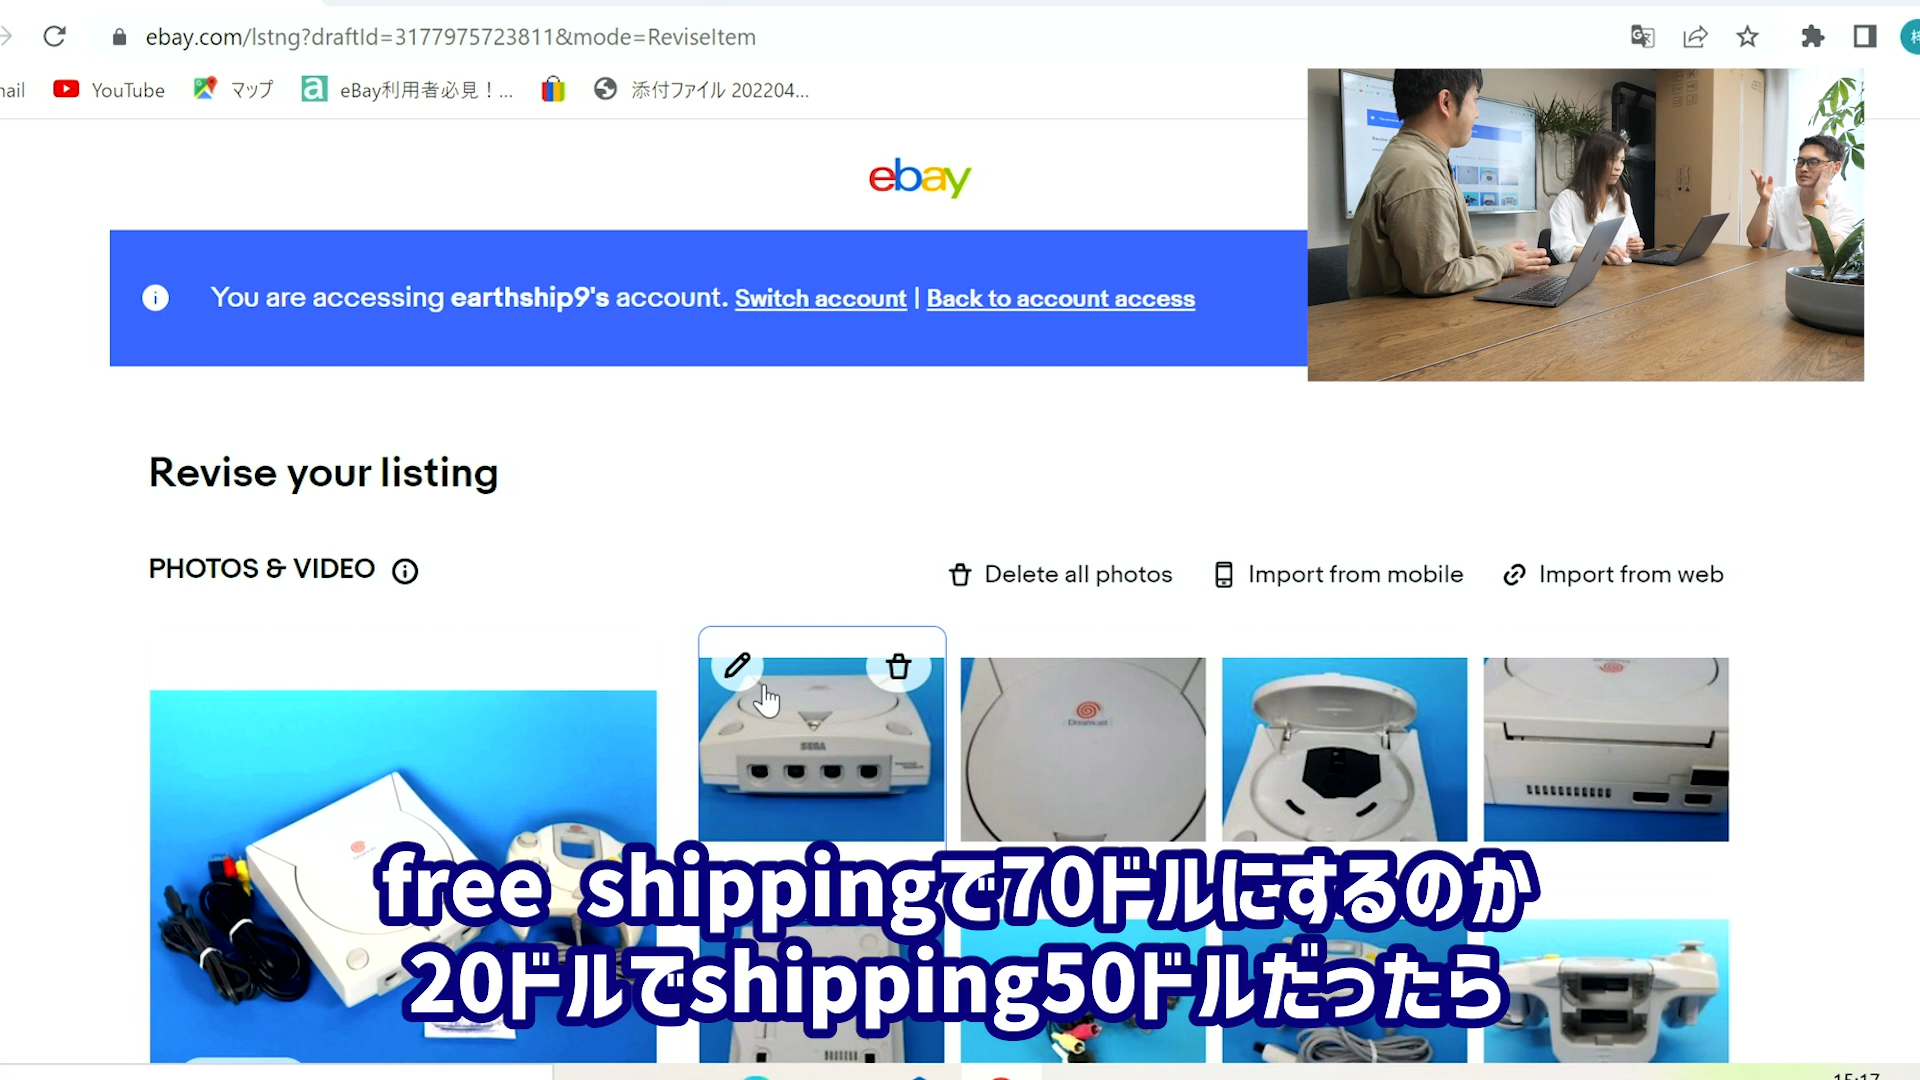 ebay.com/lstng?draftId=3177975723811&mode=ReviseItem
YouTube
マップ
eBay利用者必見！...
添付ファイル 202204...
ebay
You are accessing earthship9's account. Switch account | Back to account access
Revise your listing
PHOTOS & VIDEO
Delete all photos
Import from mobile
Import from web
SEGA
Dreamcast
free shippingで70ドルにするのか
20ドルでshipping50ドルだったら